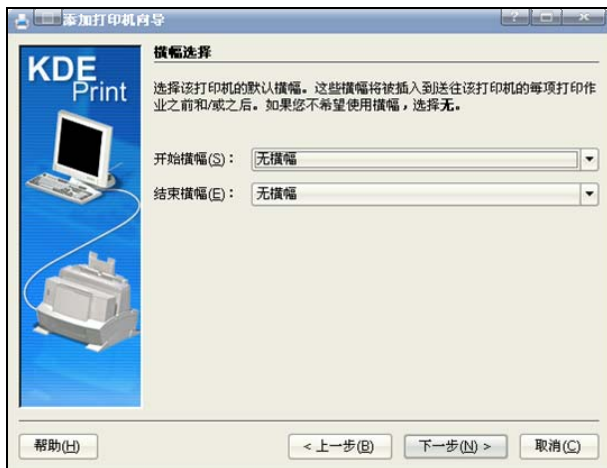 添加打印机向导
KDE
Print
横幅选择
选择该打印机的默认横幅。这些横幅将被插入到送往该打印机的每项打印作
业之前和/或之后。如果您不希望使用横幅，选择无。
开始横幅(S)： 无横幅
结束横幅(E)： 无横幅
帮助(H) < 上一步(B) 下一步(N) > 取消(C)